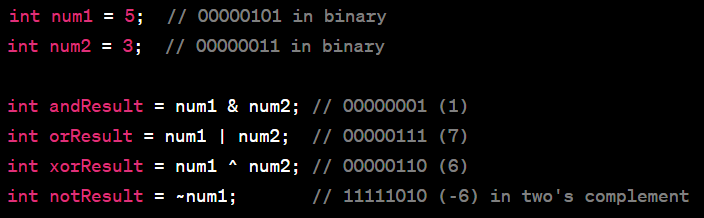 int num1 = 5;  // 00000101 in binary
int num2 = 3;  // 00000011 in binary
int andResult = num1 & num2; // 00000001 (1)
int orResult = num1 | num2;  // 00000111 (7)
int xorResult = num1 ^ num2; // 00000110 (6)
int notResult = ~num1;       // 11111010 (-6) in two's complement